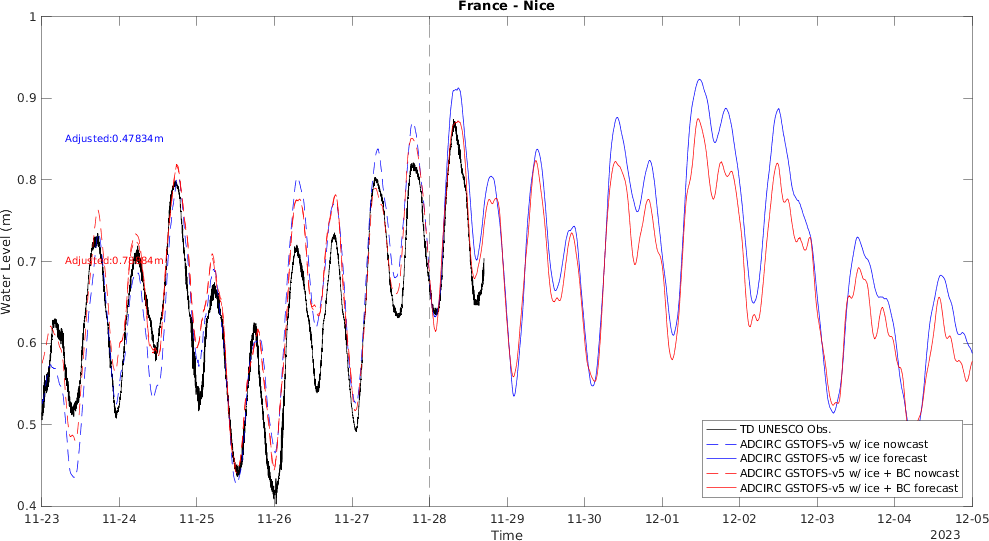 France - Nice
Water Level (m)
1
0.9
0.8
0.7
0.6
0.5
0.4
Adjusted:0.47834m
TD UNESCO Obs.
ADCIRC GSTOFS-v5 w/ ice nowcast
ADCIRC GSTOFS-v5 w/ ice forecast
ADCIRC GSTOFS-v5 w/ ice + BC nowcast
ADCIRC GSTOFS-v5 w/ ice + BC forecast
11-23 11-24 11-25 11-26 11-27 11-28 11-29 11-30 12-01 12-02 12-03 12-04 12-05
Time
2023